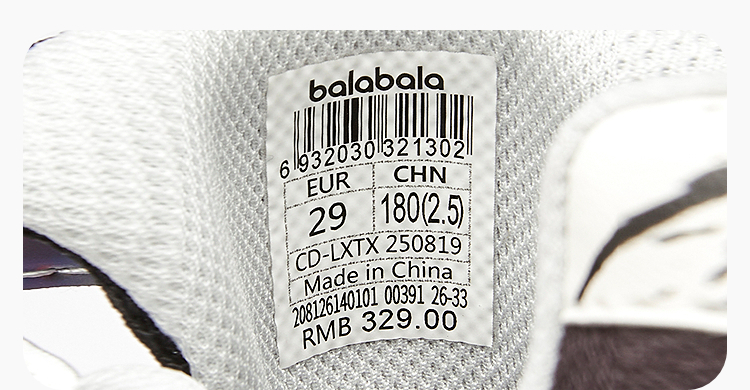 balabala
6 932030 321302
EUR CHN
29 180(2.5)
CD-LXTX 250819
Made in China
208126140101 00391 26-33
RMB 329.00